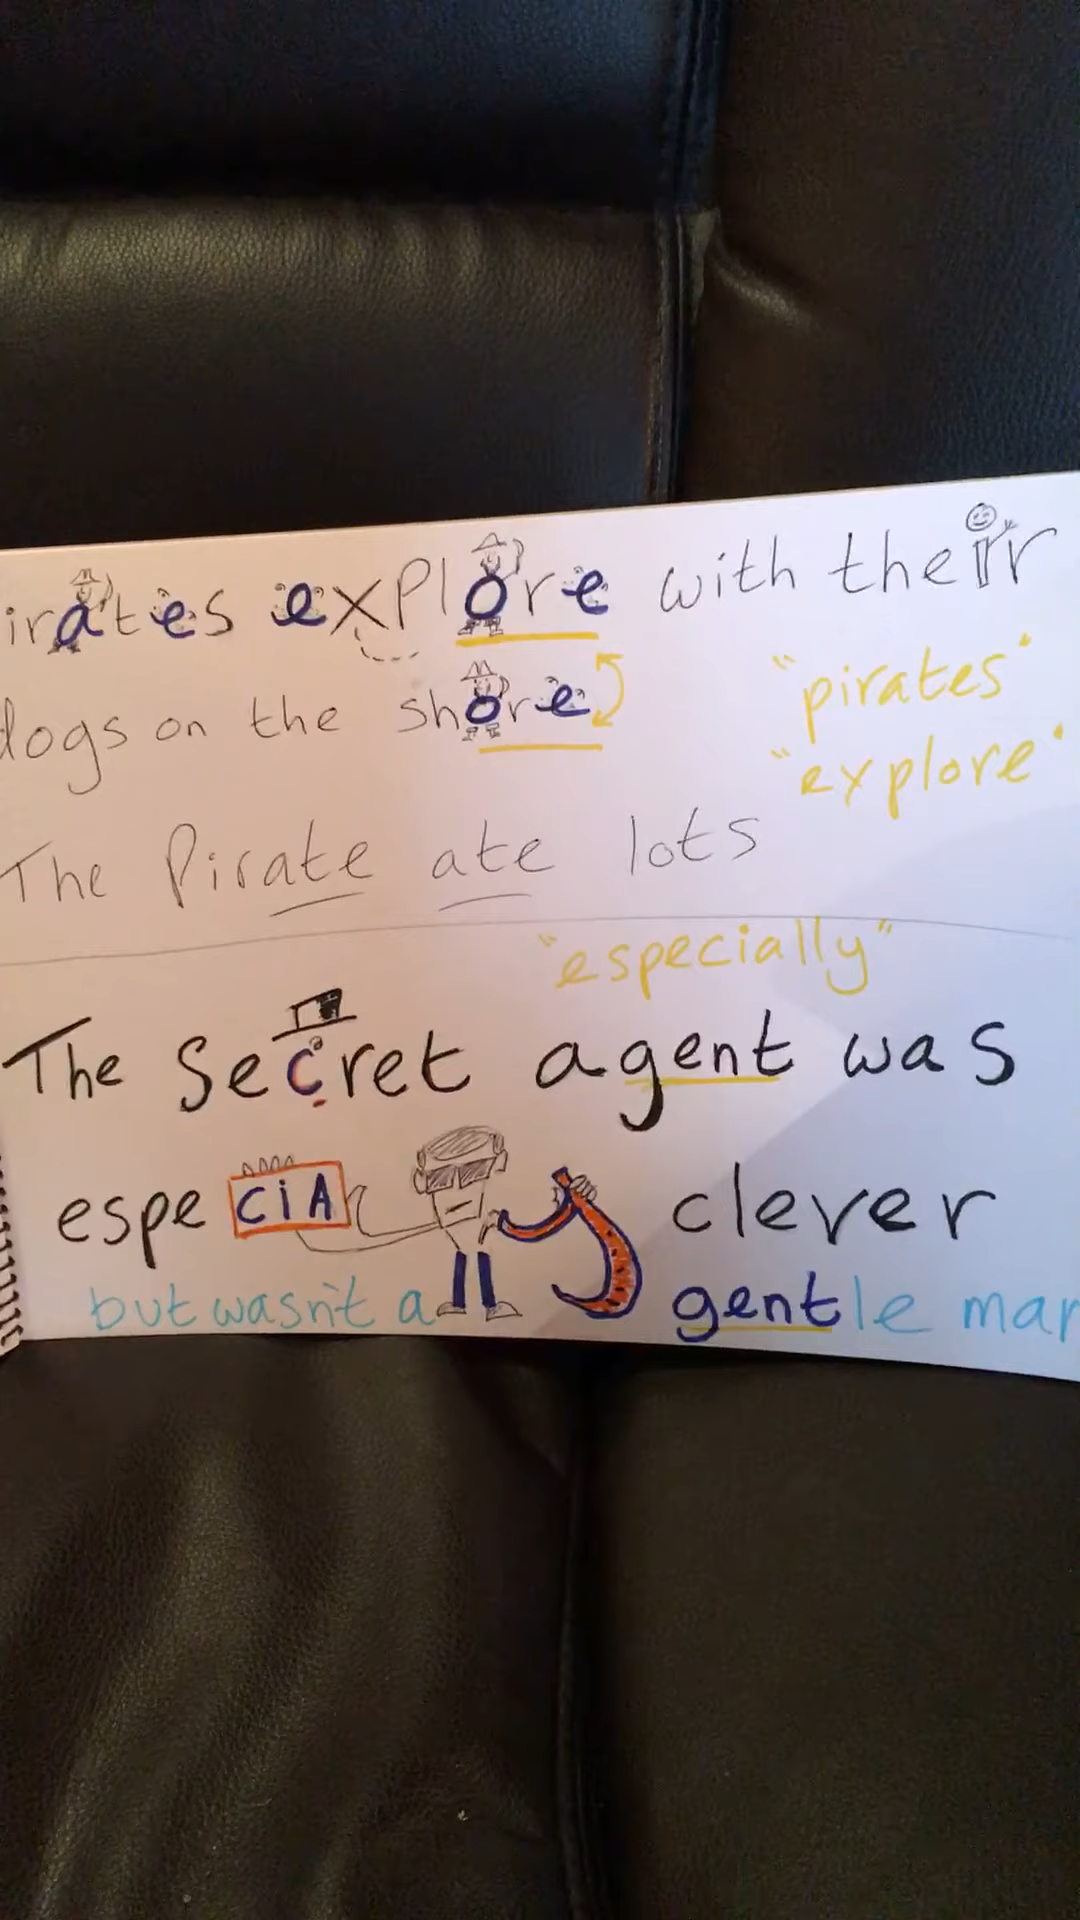 irates explore with their
dogs on the shore
"pirates"
"explore"
The Pirate ate lots
"especially"
The Secret agent was
espe CiA clever
but wasn't a gentle man